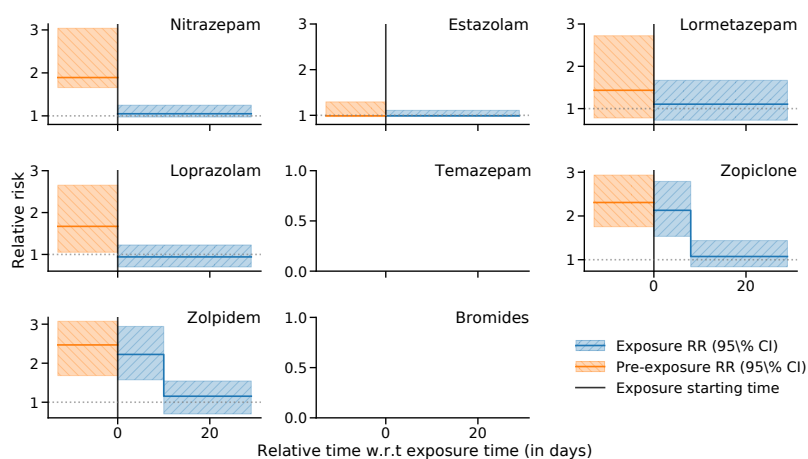 Nitrazepam
Estazolam
Lormetazepam
3
2
1
3
2
1
3
2
1
0
20
Loprazolam
Temazepam
Zopiclone
Relative risk
3
2
1
1.0
0.5
0.0
3
2
1
0
20
Zolpidem
Bromides
3
2
1
1.0
0.5
0.0
0
20
0
20
Exposure RR (95\% CI)
Pre-exposure RR (95\% CI)
Exposure starting time
Relative time w.r.t exposure time (in days)